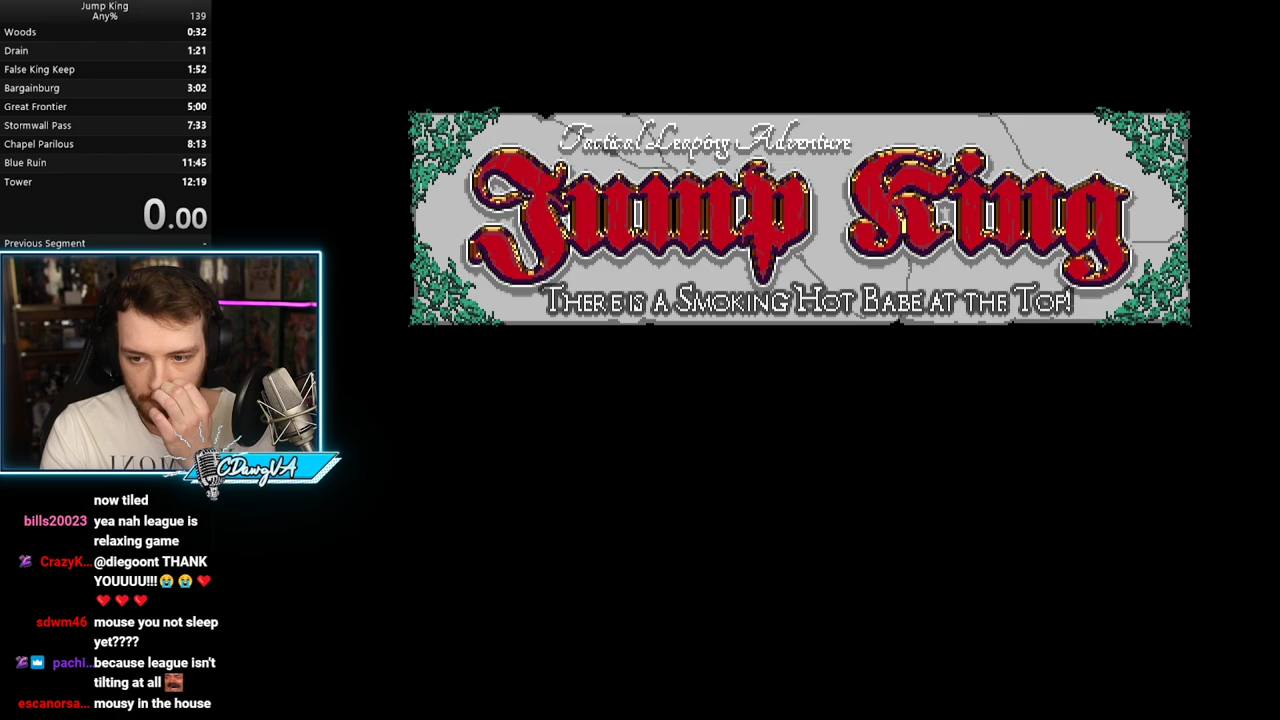 Jump King
Any% 139
Woods 0:32
Drain 1:21
False King Keep 1:52
Bargainburg 3:02
Great Frontier 5:00
Stormwall Pass 7:33
Chapel Parilous 8:13
Blue Ruin 11:45
Tower 12:19
0.00
Previous Segment -
CDawgVA
now tiled
bills20023 yea nah league is
relaxing game
CrazyK... @diegoont THANK
YOUUUU!!!
sdwm46 mouse you not sleep
yet????
pachi... because league isn't
tilting at all
escanorsa... mousy in the house
Tactical Leaping Adventure
Jump King
There is a Smoking Hot Babe at the Top!